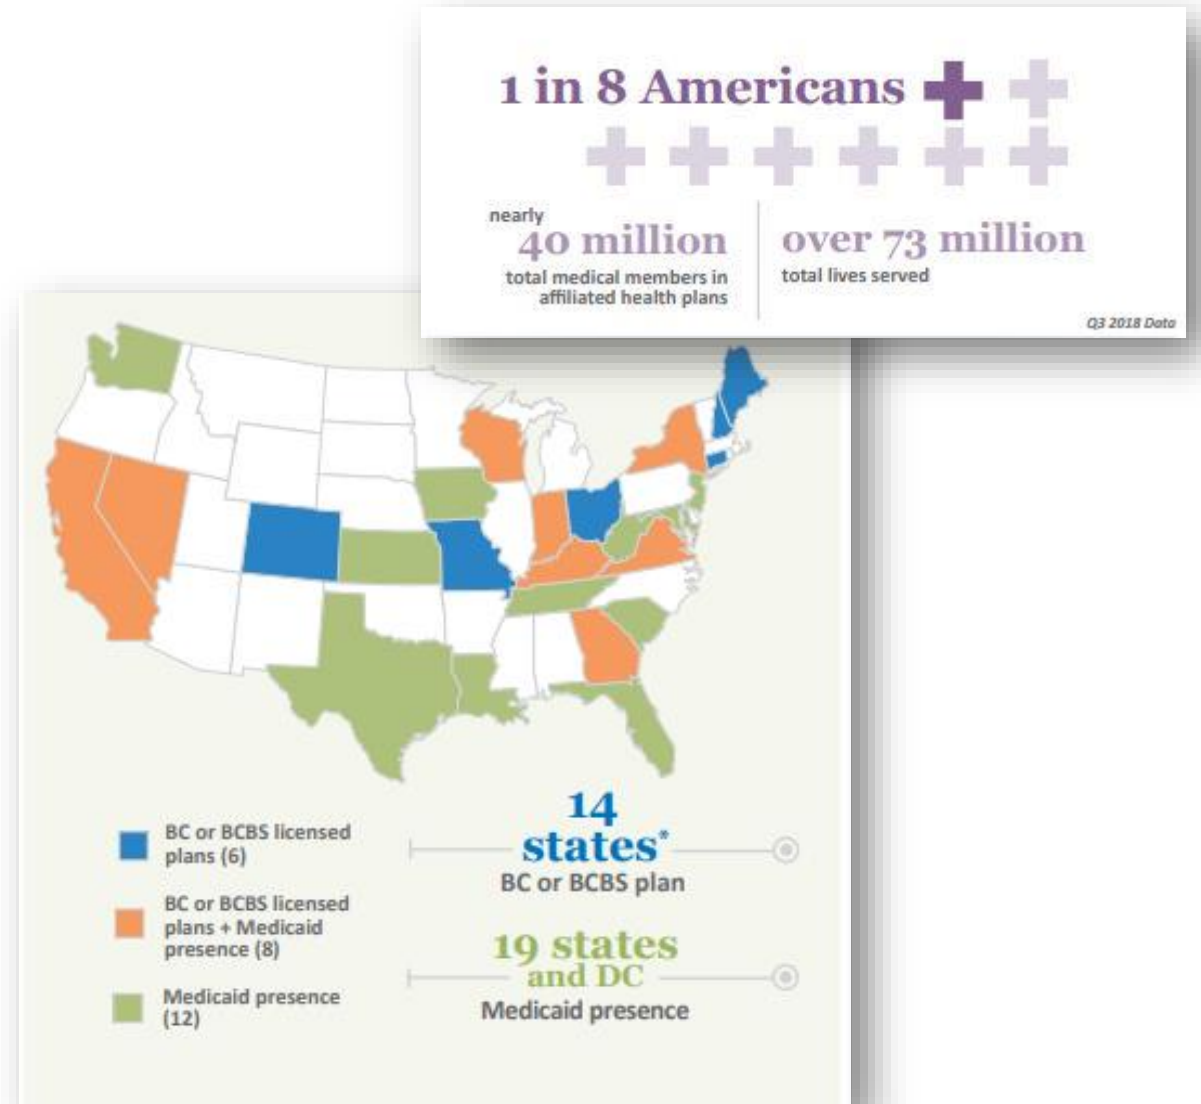 1 in 8 Americans
nearly
40 million
total medical members in
affiliated health plans
over 73 million
total lives served
Q3 2018 Data
BC or BCBS licensed
plans (6)
BC or BCBS licensed
plans + Medicaid
presence (8)
Medicaid presence
(12)
14
states*
BC or BCBS plan
19 states
and DC
Medicaid presence